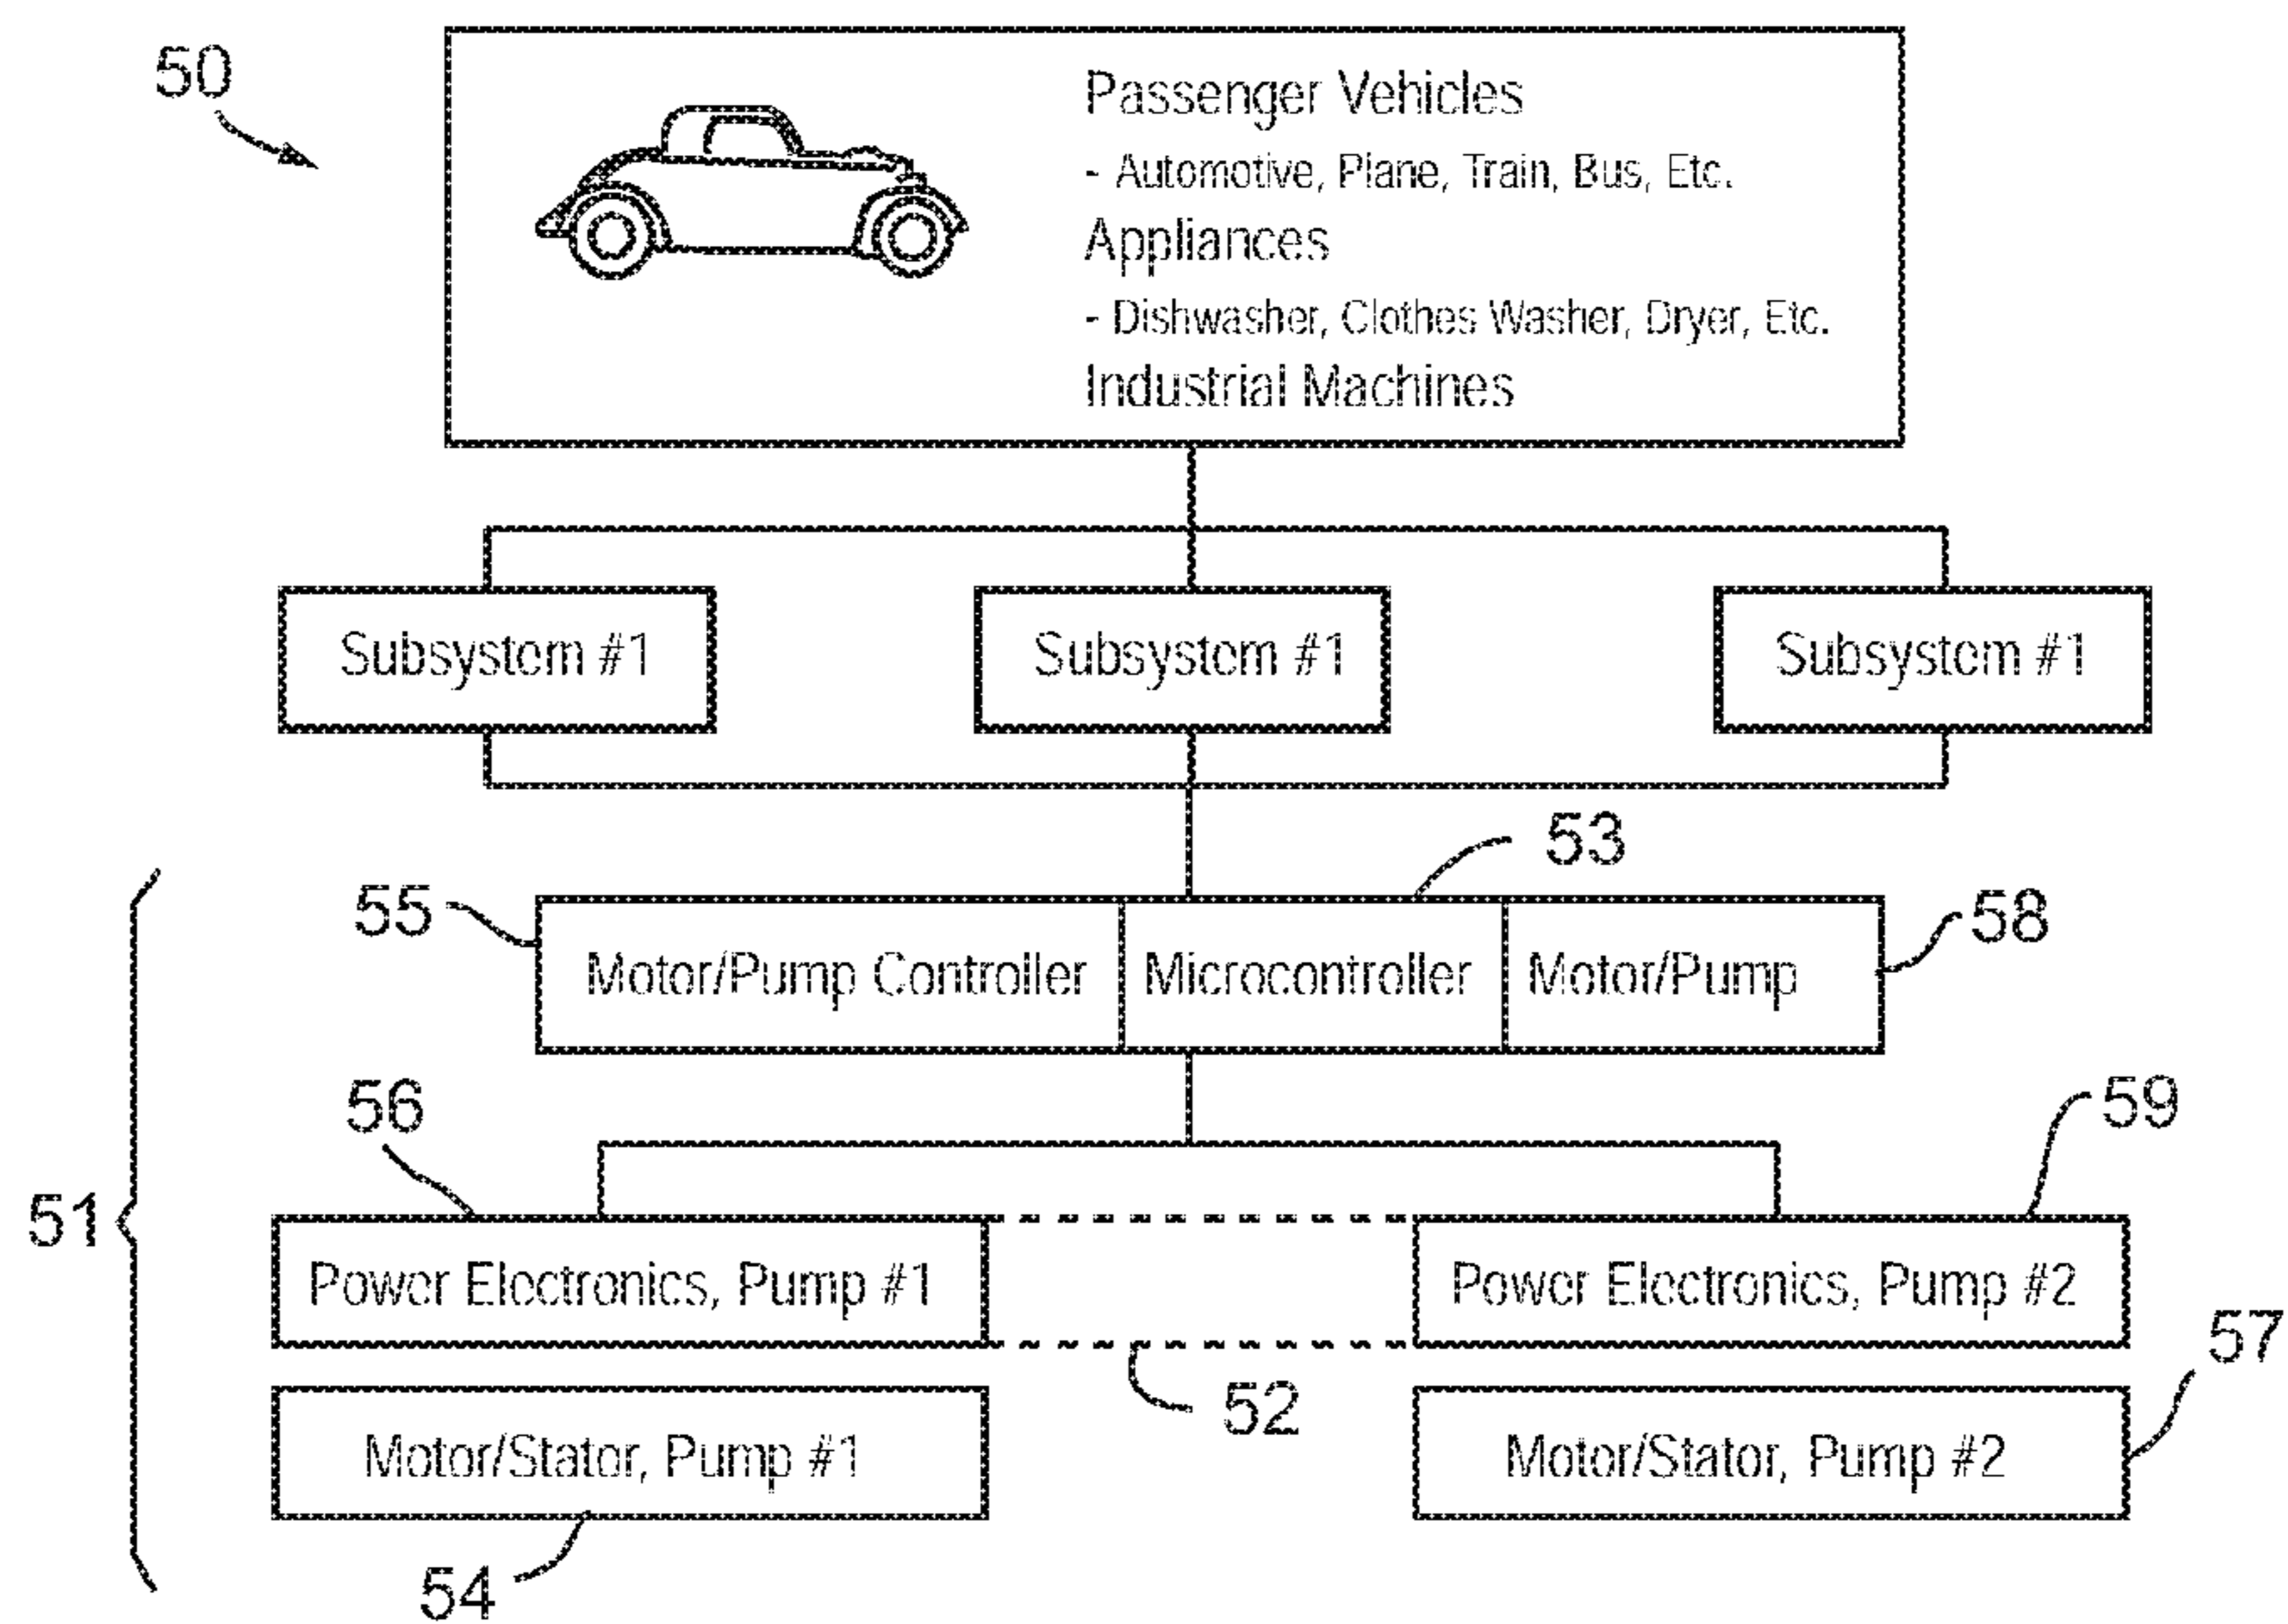 50
Passenger Vehicles
- Automotive, Plane, Train, Bus, Etc.
Appliances
- Dishwasher, Clothes Washer, Dryer, Etc.
Industrial Machines
Subsystem #1
Subsystem #1
Subsystem #1
53
55
58
Motor/Pump Controller
Microcontroller
Motor/Pump
56
59
51
Power Electronics, Pump #1
Power Electronics, Pump #2
57
52
Motor/Stator, Pump #1
Motor/Stator, Pump #2
54